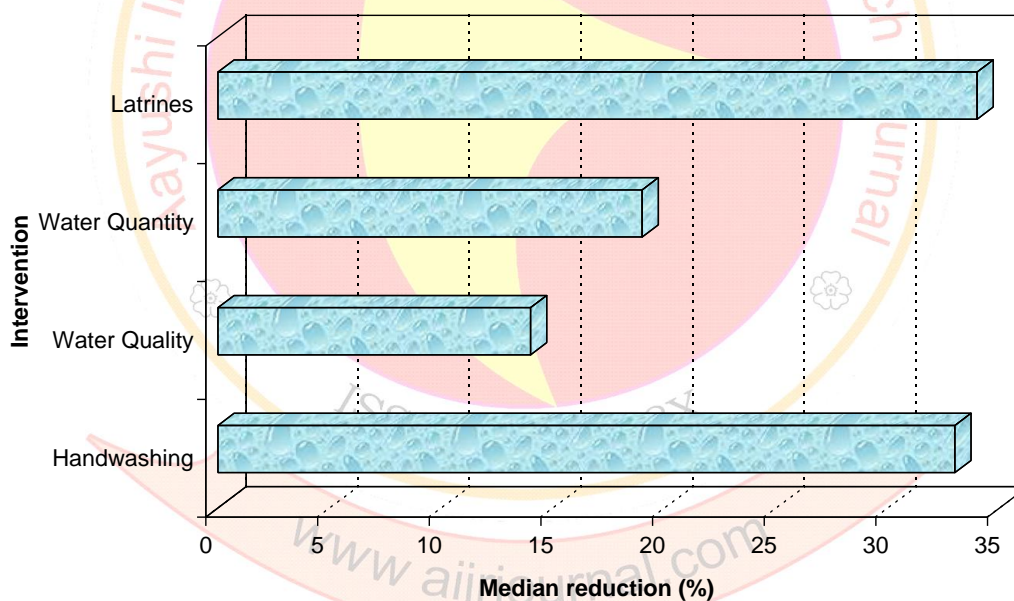 Latrines
Water Quantity
Water Quality
Handwashing
Intervention
0 5 10 15 20 25 30 35
Median reduction (%)
www aiirjournal.com